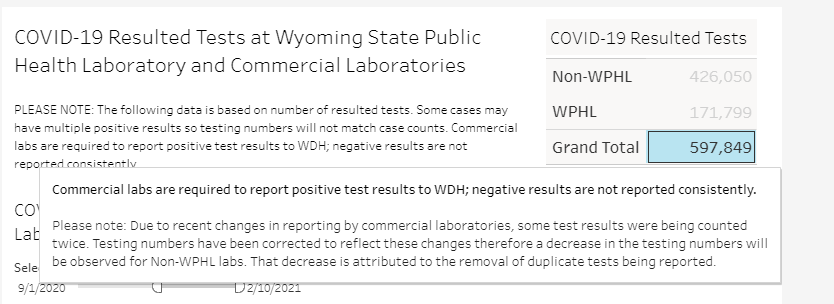 COVID-19 Resulted Tests at Wyoming State Public
Health Laboratory and Commercial Laboratories
PLEASE NOTE: The following data is based on number of resulted tests. Some cases may
have multiple positive results so testing numbers will not match case counts. Commercial
labs are required to report positive test results to WDH; negative results are not
reported consistently
COVID-19 Resulted Tests
Non-WPHL 426,050
WPHL 171,799
Grand Total 597,849
Commercial labs are required to report positive test results to WDH; negative results are not reported consistently.
Please note: Due to recent changes in reporting by commercial laboratories, some test results were being counted
twice. Testing numbers have been corrected to reflect these changes therefore a decrease in the testing numbers will
be observed for Non-WPHL labs. That decrease is attributed to the removal of duplicate tests being reported.
9/1/2020 2/10/2021